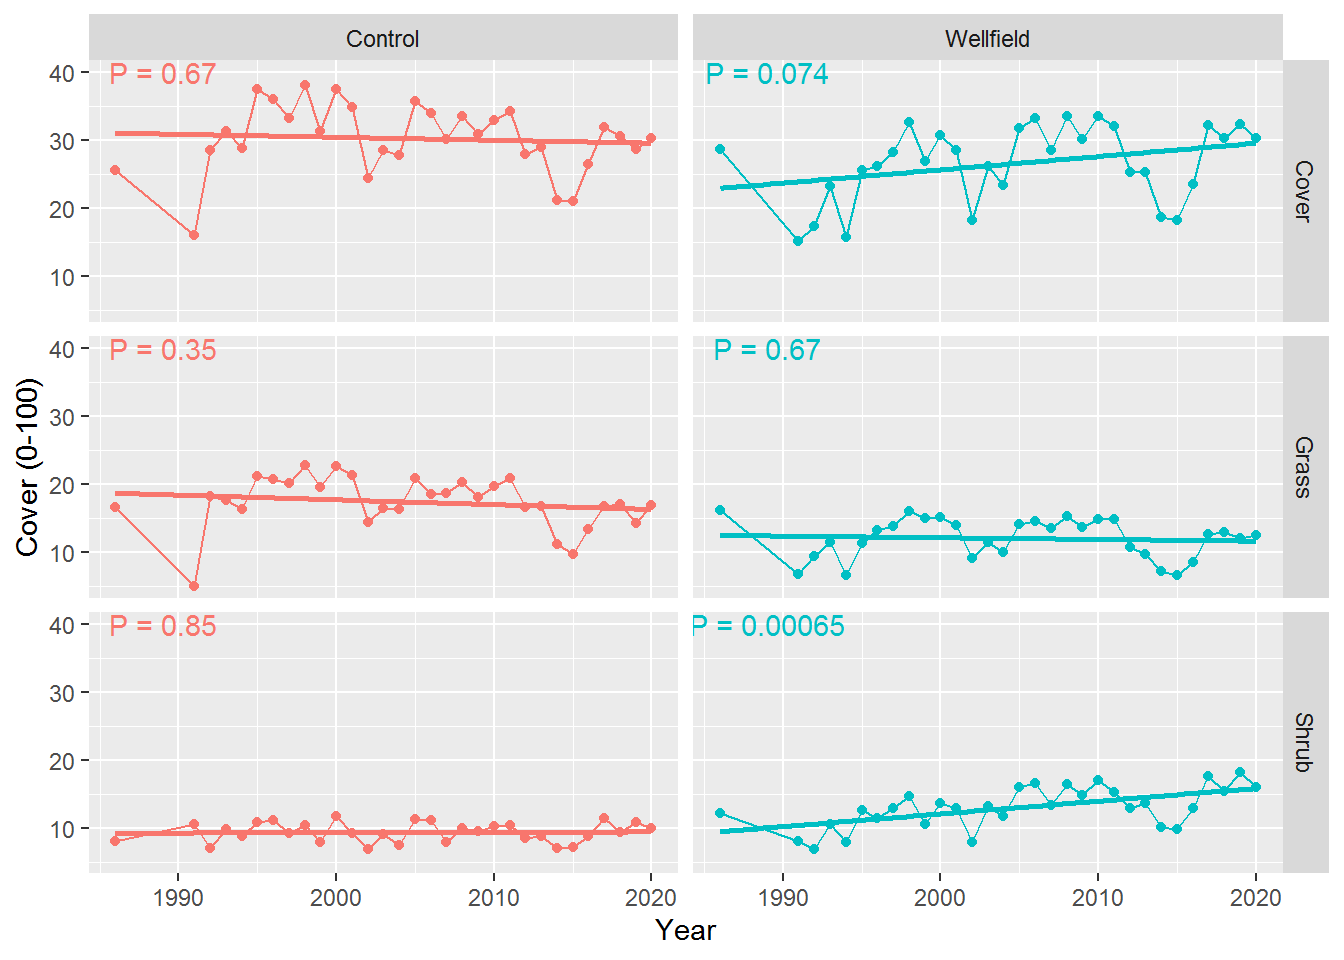 Control
Wellfield
P = 0.67
P = 0.074
40
30
20
10
Cover
P = 0.35
P = 0.67
40
30
20
10
Grass
P = 0.85
P = 0.00065
40
30
20
10
Shrub
Cover (0-100)
1990 2000 2010 2020
1990 2000 2010 2020
Year